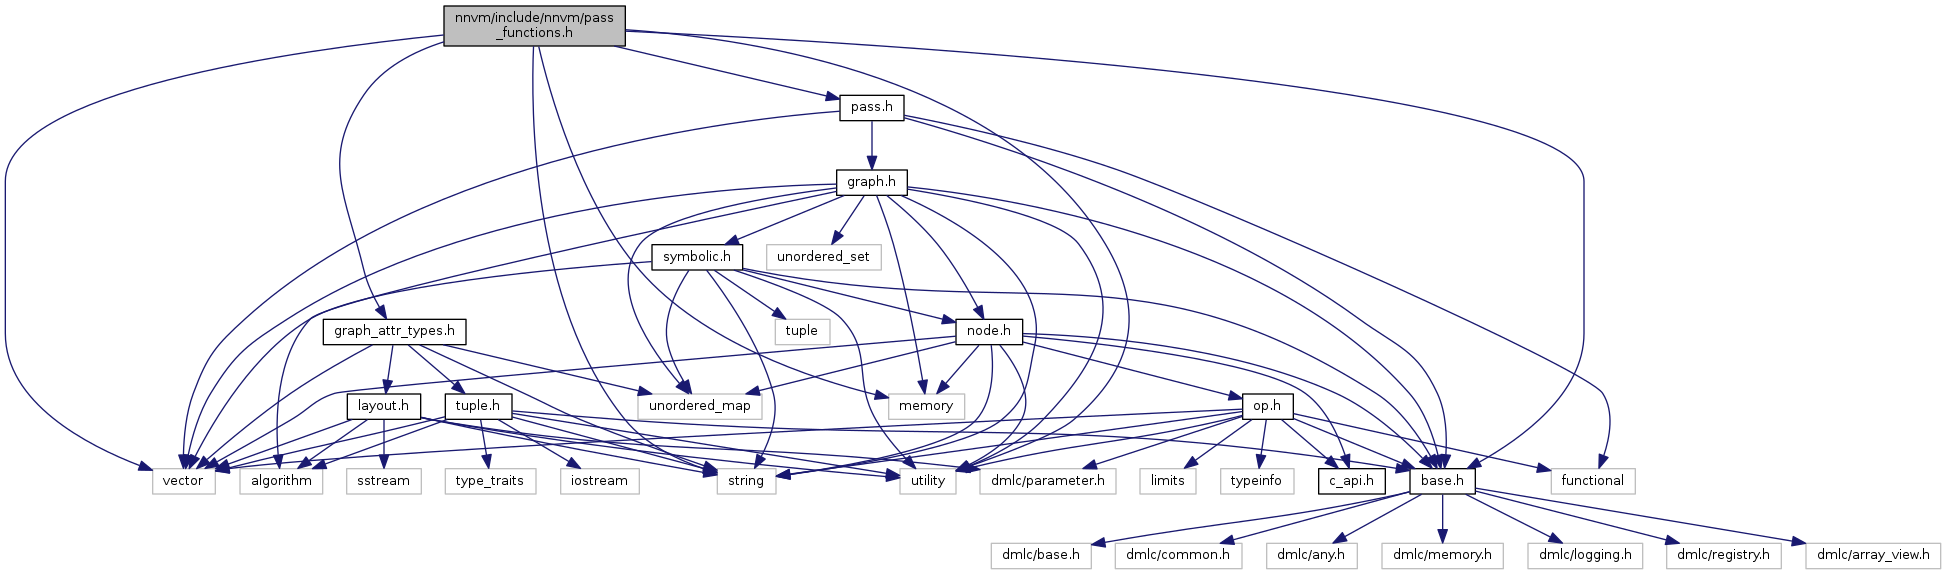 nnvm/include/nnvm/pass
_functions.h
pass.h
graph.h
symbolic.h
unordered_set
graph_attr_types.h
tuple
node.h
layout.h
tuple.h
unordered_map
memory
op.h
vector
algorithm
sstream
type_traits
iostream
string
utility
dmlc/parameter.h
limits
typeinfo
c_api.h
base.h
functional
dmlc/base.h
dmlc/common.h
dmlc/any.h
dmlc/memory.h
dmlc/logging.h
dmlc/registry.h
dmlc/array_view.h